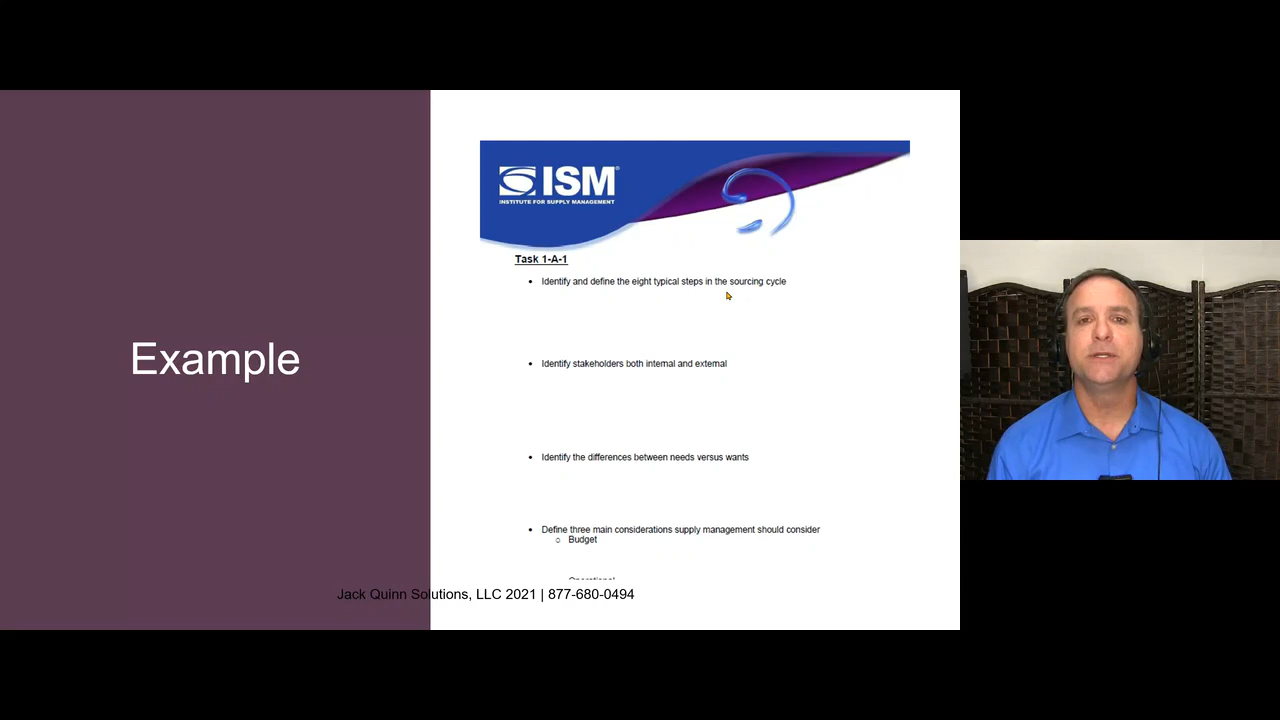 Example
ISM®
INSTITUTE FOR SUPPLY MANAGEMENT
Task 1-A-1
• Identify and define the eight typical steps in the sourcing cycle
• Identify stakeholders both internal and external
• Identify the differences between needs versus wants
• Define three main considerations supply management should consider
○ Budget
Jack Quinn Solutions, LLC 2021 | 877-680-0494